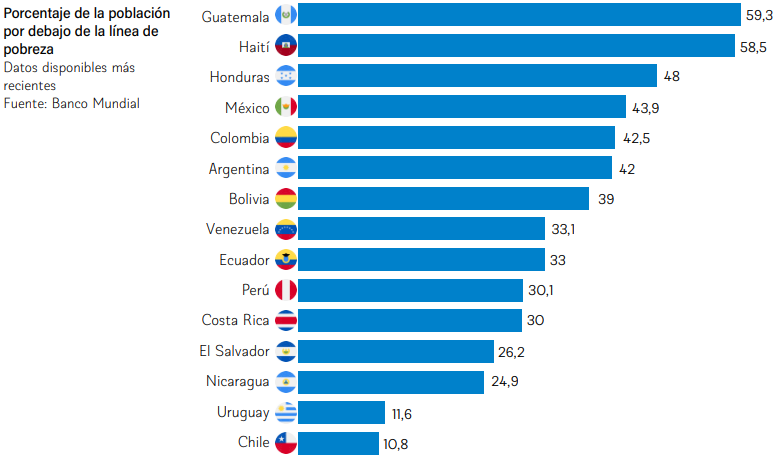 Porcentaje de la población
por debajo de la línea de
pobreza
Datos disponibles más
recientes
Fuente: Banco Mundial
Guatemala 59,3
Haití 58,5
Honduras 48
México 43,9
Colombia 42,5
Argentina 42
Bolivia 39
Venezuela 33,1
Ecuador 33
Perú 30,1
Costa Rica 30
El Salvador 26,2
Nicaragua 24,9
Uruguay 11,6
Chile 10,8